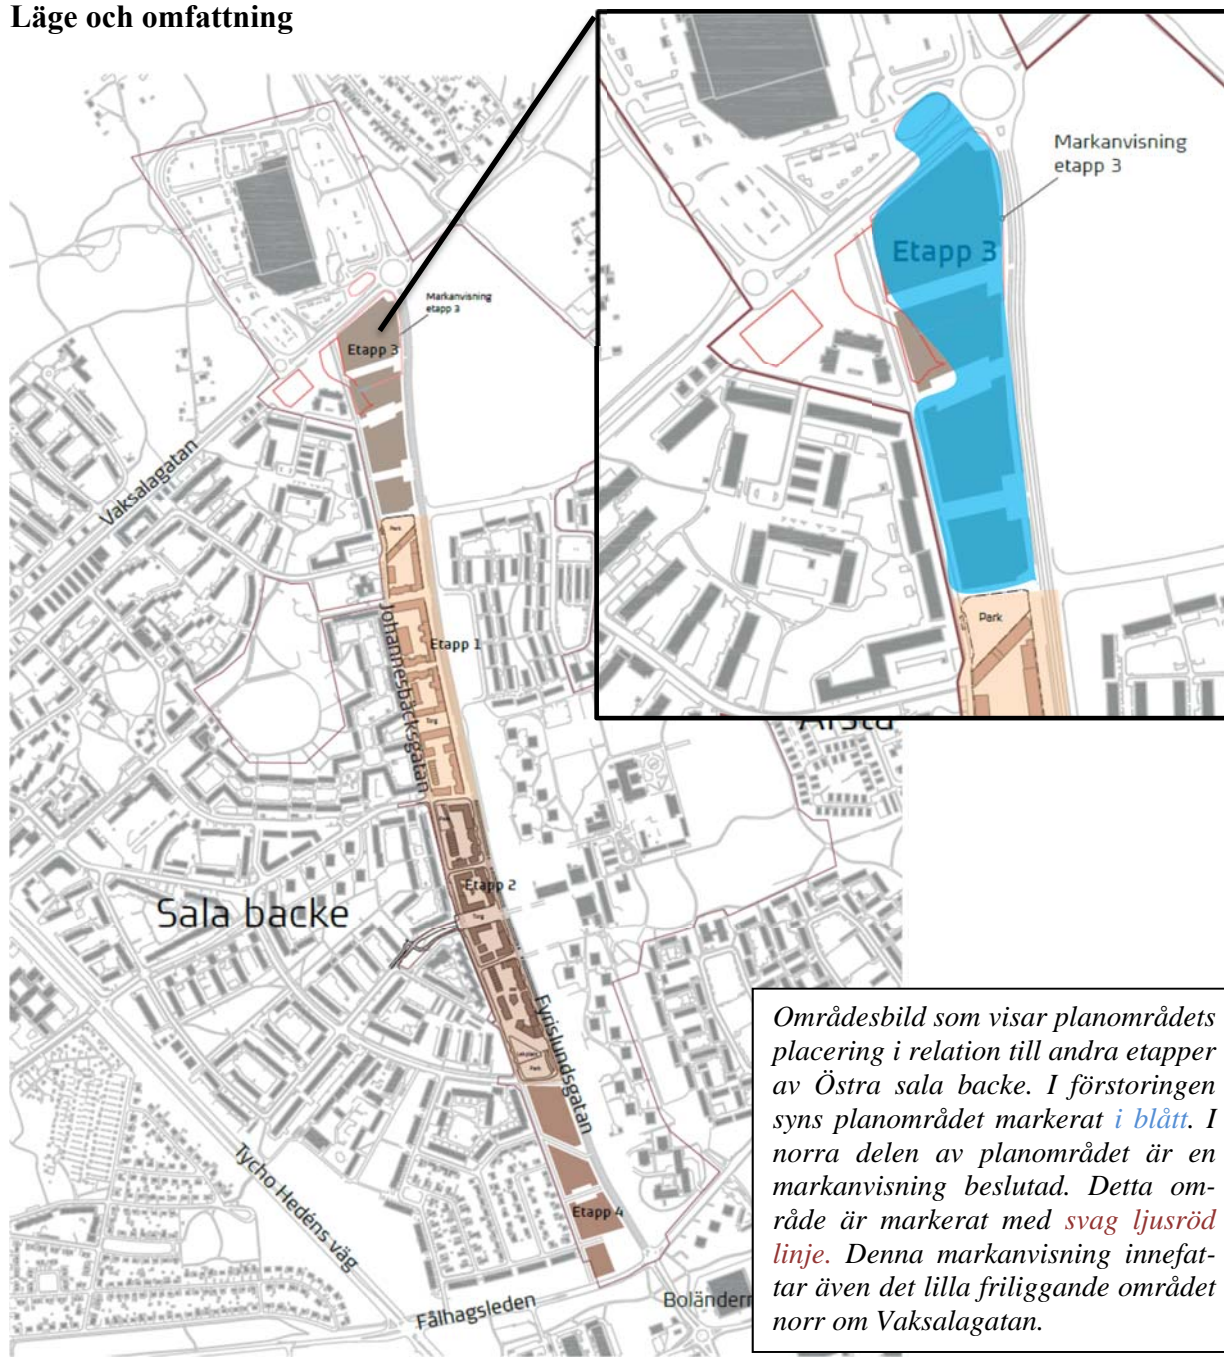 Läge och omfattning
Markanvisning
etapp 3
Etapp 3
Park
Markanvisning
etapp 3
Etapp 3
Vaksalagatan
Park
Johannesbäcksgatan
Etapp 1
Torg
Årsta
Etapp 2
Torg
Sala backe
Fyrislundsgatan
Park
Tycho Hedéns väg
Etapp 4
Fålhagsleden
Boländern
Områdesbild som visar planområdets
placering i relation till andra etapper
av Östra sala backe. I förstoringen
syns planområdet markerat i blått. I
norra delen av planområdet är en
markanvisning beslutad. Detta om-
råde är markerat med svag ljusröd
linje. Denna markanvisning innefat-
tar även det lilla friliggande området
norr om Vaksalagatan.